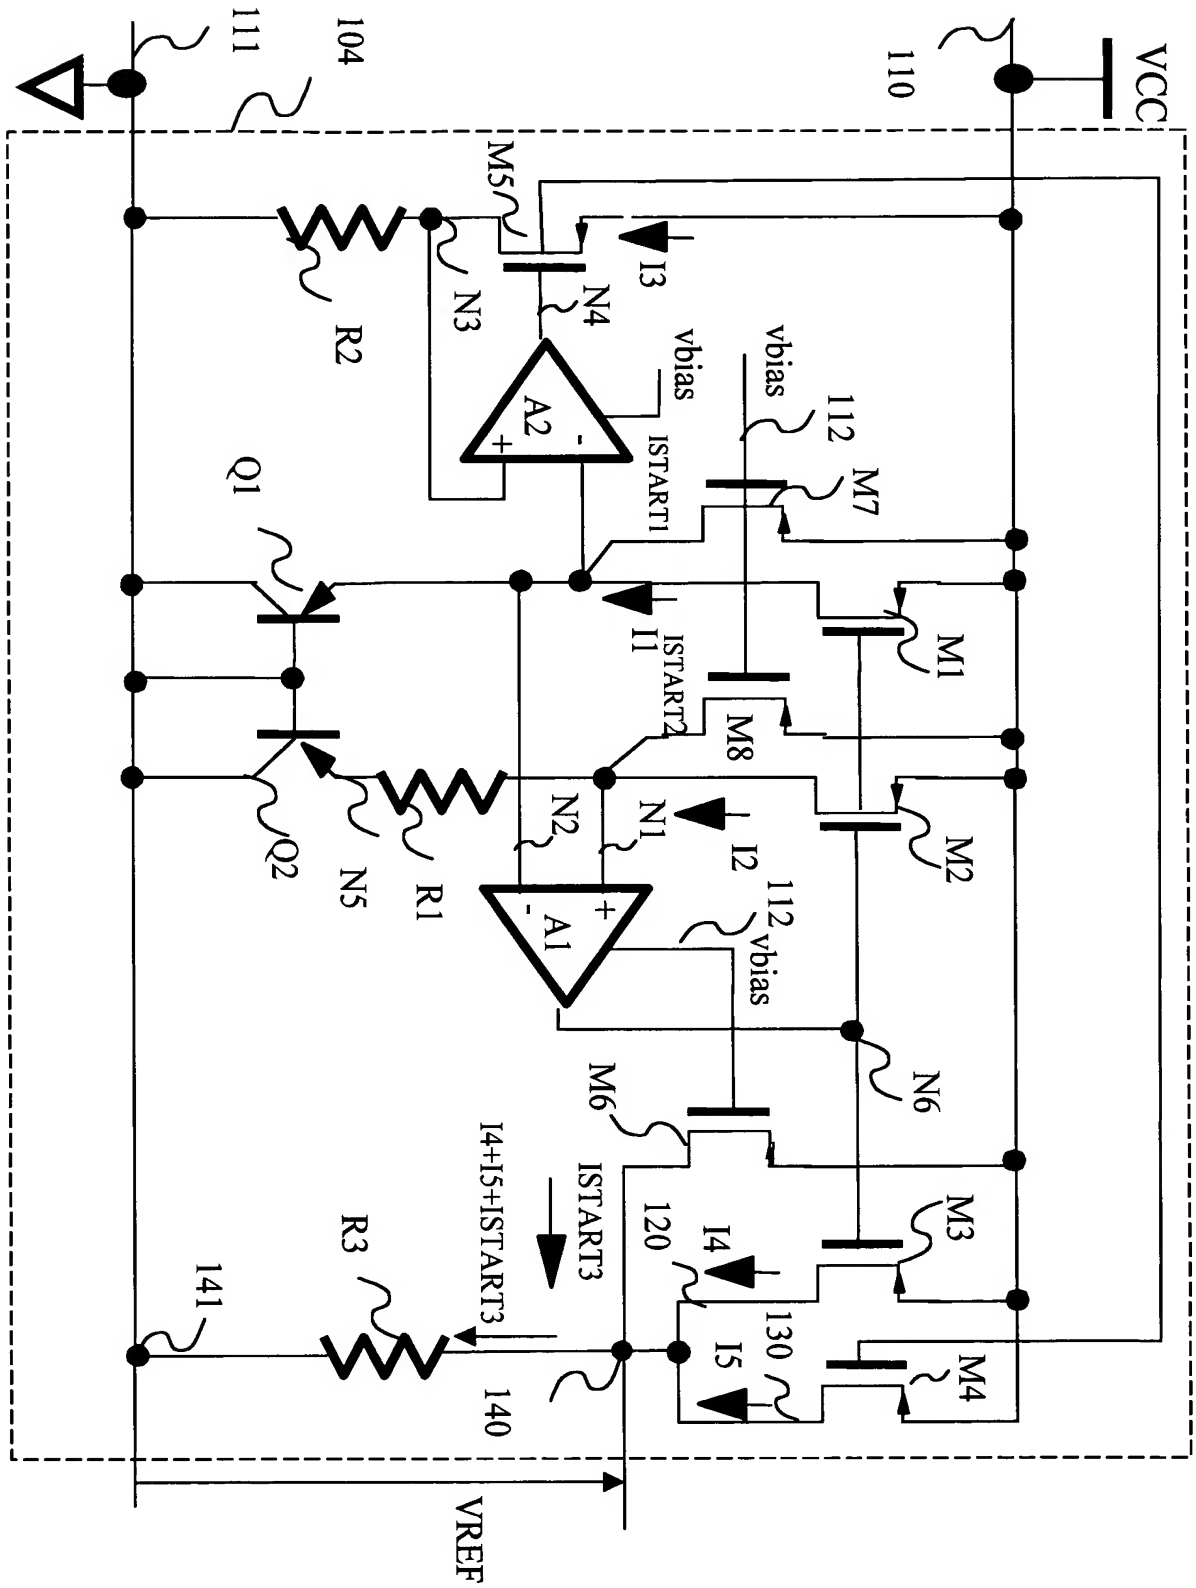 VCC
110
111
104
M5
I3
N3
N4
R2
A2
+
-
vbias
vbias
112
M7
ISTART1
Q1
M1
I1
ISTART2
M8
M2
I2
N1
N2
R1
N5
Q2
A1
+
-
112
vbias
N6
M6
M3
ISTART3
I4+I5+ISTART3
120
I4
130
I5
M4
R3
141
140
VREF